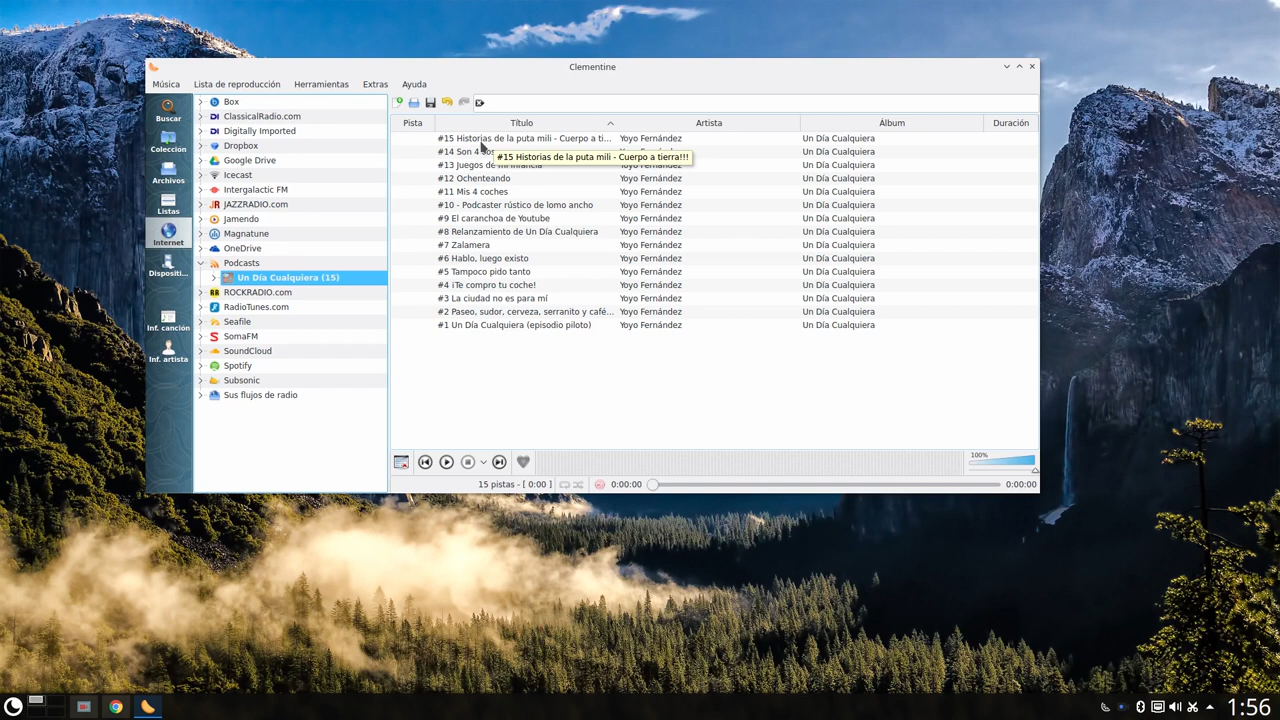 Clementine
Música Lista de reproducción Herramientas Extras Ayuda
Buscar
Colección
Archivos
Listas
Internet
Dispositi...
Inf. canción
Inf. artista
Box
ClassicalRadio.com
Digitally Imported
Dropbox
Google Drive
Icecast
Intergalactic FM
JAZZRADIO.com
Jamendo
Magnatune
OneDrive
Podcasts
Un Día Cualquiera (15)
ROCKRADIO.com
RadioTunes.com
Seafile
SomaFM
SoundCloud
Spotify
Subsonic
Sus flujos de radio
Pista Título Artista Álbum Duración
#15 Historias de la puta mili - Cuerpo a ti... Yoyo Fernández Un Día Cualquiera
#14 Son 4 Yoyo Fernández Un Día Cualquiera
#15 Historias de la puta mili - Cuerpo a tierra!!!
#13 Juegos de mi infancia Yoyo Fernández Un Día Cualquiera
#12 Ochenteando Yoyo Fernández Un Día Cualquiera
#11 Mis 4 coches Yoyo Fernández Un Día Cualquiera
#10 - Podcaster rústico de lomo ancho Yoyo Fernández Un Día Cualquiera
#9 El caranchoa de Youtube Yoyo Fernández Un Día Cualquiera
#8 Relanzamiento de Un Día Cualquiera Yoyo Fernández Un Día Cualquiera
#7 Zalamera Yoyo Fernández Un Día Cualquiera
#6 Hablo, luego existo Yoyo Fernández Un Día Cualquiera
#5 Tampoco pido tanto Yoyo Fernández Un Día Cualquiera
#4 ¡Te compro tu coche! Yoyo Fernández Un Día Cualquiera
#3 La ciudad no es para mí Yoyo Fernández Un Día Cualquiera
#2 Paseo, sudor, cerveza, serranito y café... Yoyo Fernández Un Día Cualquiera
#1 Un Día Cualquiera (episodio piloto) Yoyo Fernández Un Día Cualquiera
100%
15 pistas - [ 0:00 ] 0:00:00 0:00:00
1:56